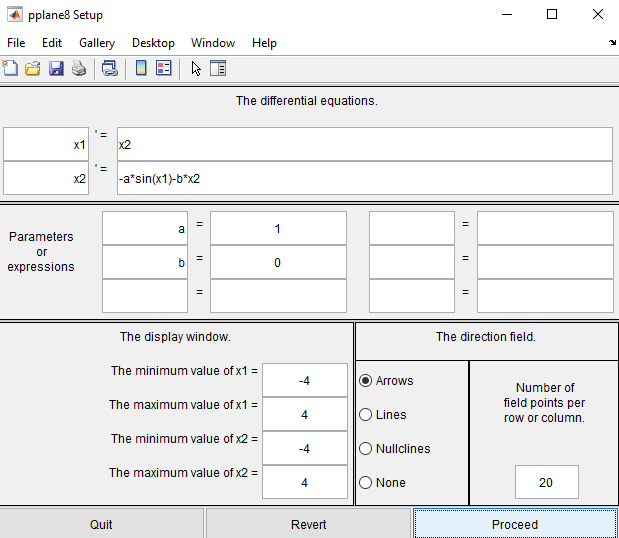 pplane8 Setup
File Edit Gallery Desktop Window Help
The differential equations.
x1 ' = x2
x2 ' = -a*sin(x1)-b*x2
Parameters
or
expressions
a = 1 =
b = 0 =
= =
The display window.
The minimum value of x1 = -4
The maximum value of x1 = 4
The minimum value of x2 = -4
The maximum value of x2 = 4
The direction field.
Arrows
Lines
Nullclines
None
Number of
field points per
row or column.
20
Quit Revert Proceed